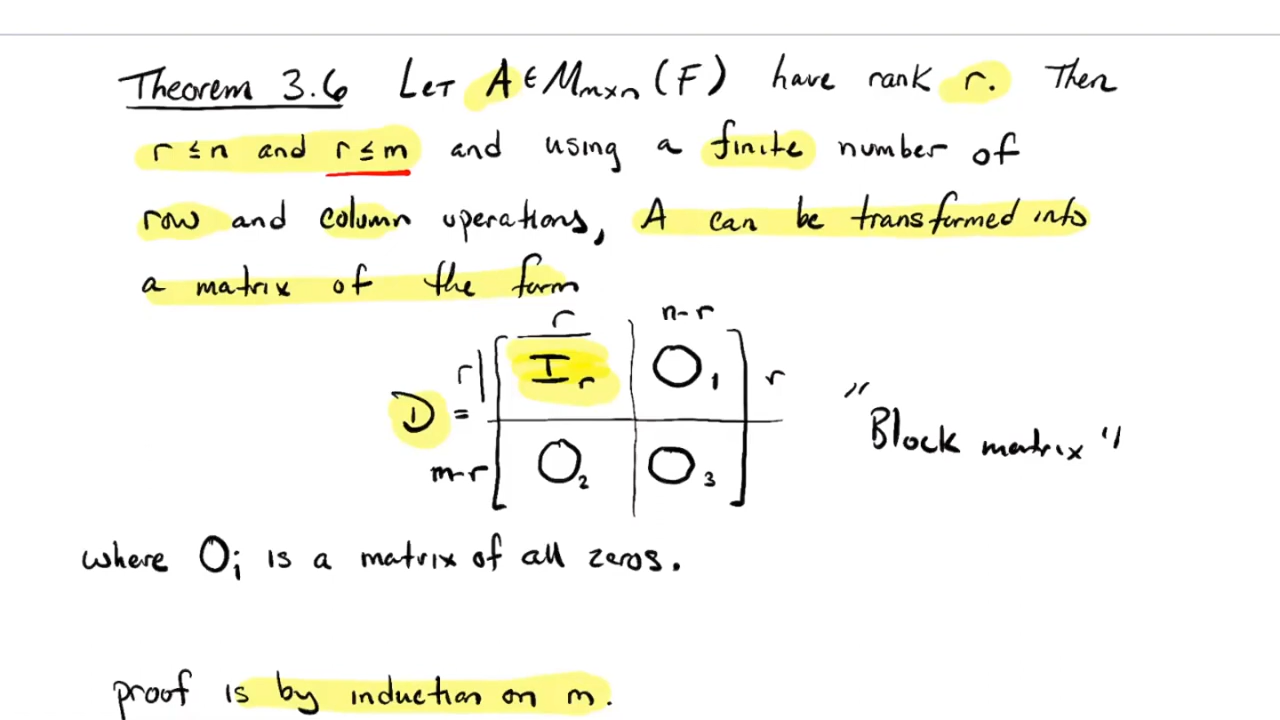 Theorem 3.6 Let A ∈ Mₘₓₙ (F) have rank r. Then
r ≤ n and r ≤ m and using a finite number of
row and column operations, A can be transformed into
a matrix of the form
r n-r
r Iᵣ O₁ r
D =
"Block matrix"
m-r O₂ O₃
where Oᵢ is a matrix of all zeros.
proof is by induction on m.